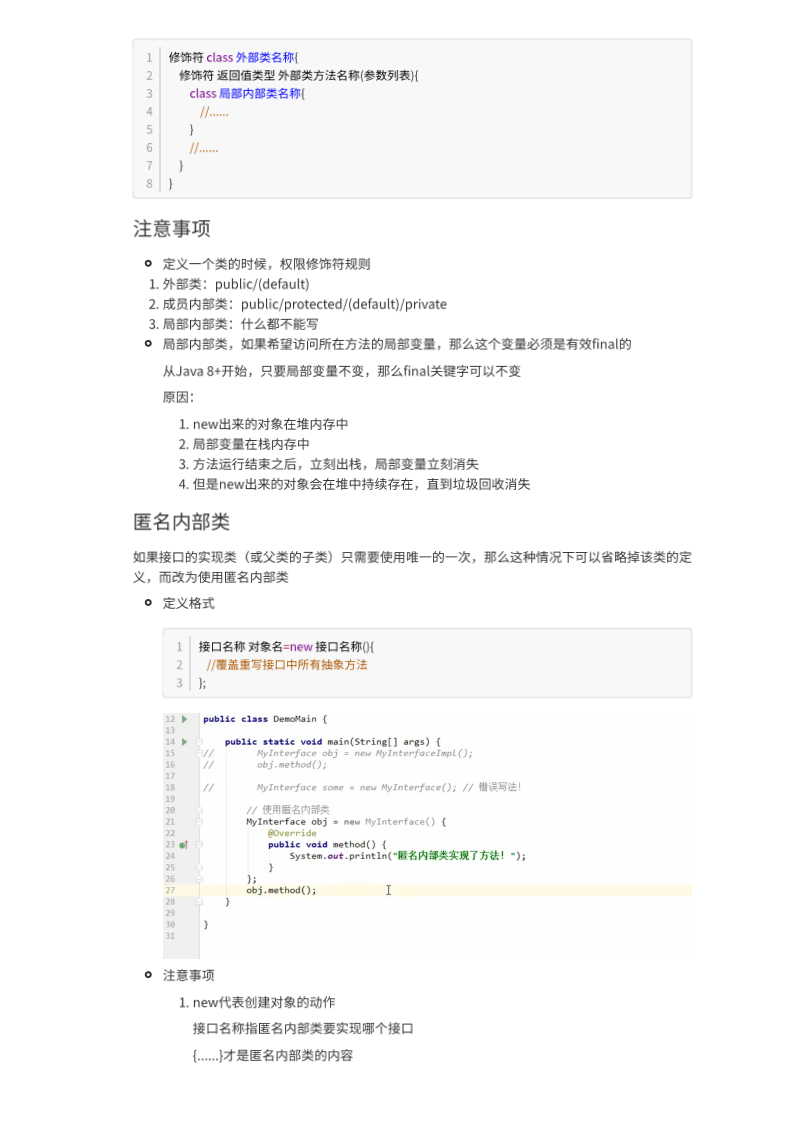 1 修饰符 class 外部类名称{
2 修饰符 返回值类型 外部类方法名称(参数列表){
3 class 局部内部类名称{
4 //……
5 }
6 //……
7 }
8 }
注意事项
定义一个类的时候，权限修饰符规则
1. 外部类：public/(default)
2. 成员内部类：public/protected/(default)/private
3. 局部内部类：什么都不能写
局部内部类，如果希望访问所在方法的局部变量，那么这个变量必须是有效final的
从Java 8+开始，只要局部变量不变，那么final关键字可以不变
原因：
1. new出来的对象在堆内存中
2. 局部变量在栈内存中
3. 方法运行结束之后，立刻出栈，局部变量立刻消失
4. 但是new出来的对象会在堆中持续存在，直到垃圾回收消失
匿名内部类
如果接口的实现类（或父类的子类）只需要使用唯一的一次，那么这种情况下可以省略掉该类的定
义，而改为使用匿名内部类
定义格式
1 接口名称 对象名=new 接口名称(){
2 //覆盖重写接口中所有抽象方法
3 };
12 public class DemoMain {
13
14 public static void main(String[] args) {
15 // MyInterface obj = new MyInterfaceImpl();
16 // obj.method();
17
18 // MyInterface some = new MyInterface(); // 错误写法！
19
20 // 使用匿名内部类
21 MyInterface obj = new MyInterface() {
22 @Override
23 public void method() {
24 System.out.println("匿名内部类实现了方法！");
25 }
26 };
27 obj.method();
28 }
29
30 }
31
注意事项
1. new代表创建对象的动作
接口名称指匿名内部类要实现哪个接口
{……}才是匿名内部类的内容